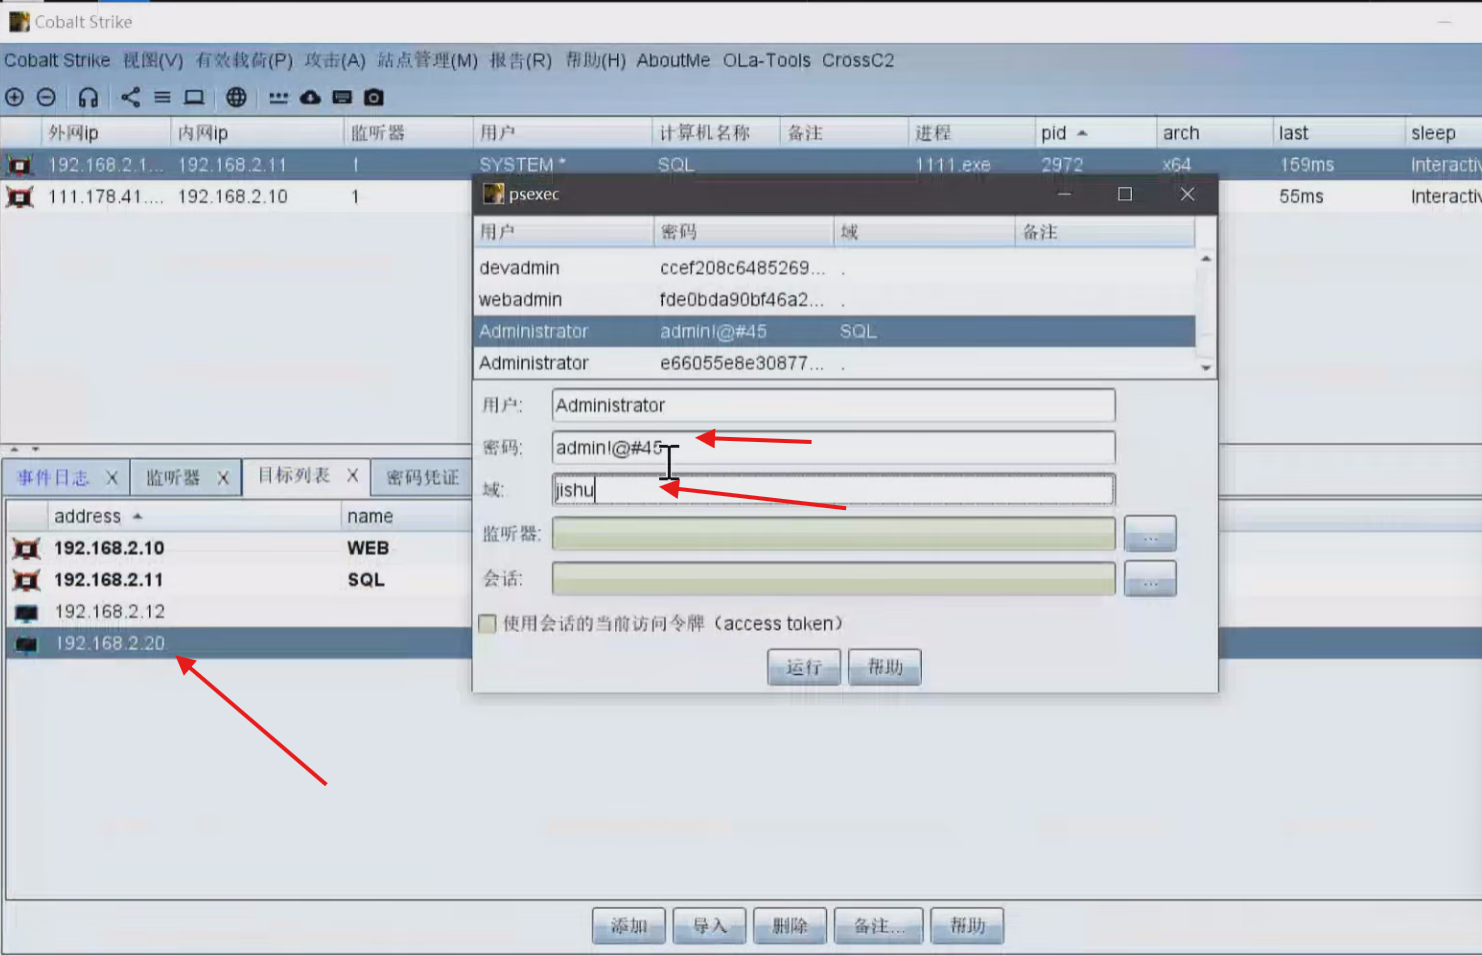 Cobalt Strike
Cobalt Strike 视图(V) 有效载荷(P) 攻击(A) 站点管理(M) 报告(R) 帮助(H) AboutMe OLa-Tools CrossC2
外网ip 内网ip 监听器 用户 计算机名称 备注 进程 pid arch last sleep
192.168.2.1... 192.168.2.11 1 SYSTEM * SQL 1111.exe 2972 x64 159ms Interactiv
111.178.41.... 192.168.2.10 1 55ms Interactiv
psexec
用户 密码 域 备注
devadmin ccef208c6485269... .
webadmin fde0bda90bf46a2... .
Administrator admin!@#45 SQL
Administrator e66055e8e30877... .
用户: Administrator
密码: admin!@#45
域: jishu
监听器: ...
会话: ...
使用会话的当前访问令牌（access token）
运行 帮助
事件日志 X 监听器 X 目标列表 X 密码凭证
address name
192.168.2.10 WEB
192.168.2.11 SQL
192.168.2.12
192.168.2.20
添加 导入 删除 备注... 帮助